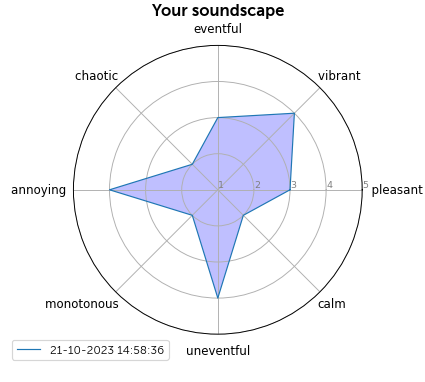 Your soundscape
eventful
chaotic
vibrant
annoying
1 2 3 4 5
pleasant
monotonous
calm
uneventful
21-10-2023 14:58:36